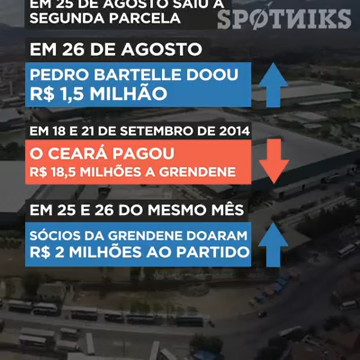 EM 25 DE AGOSTO SAIU A
SPØTNIKS
SEGUNDA PARCELA
EM 26 DE AGOSTO
PEDRO BARTELLE DOOU
R$ 1,5 MILHÃO
EM 18 E 21 DE SETEMBRO DE 2014
O CEARÁ PAGOU
R$ 18,5 MILHÕES A GRENDENE
EM 25 E 26 DO MESMO MÊS
SÓCIOS DA GRENDENE DOARAM
R$ 2 MILHÕES AO PARTIDO